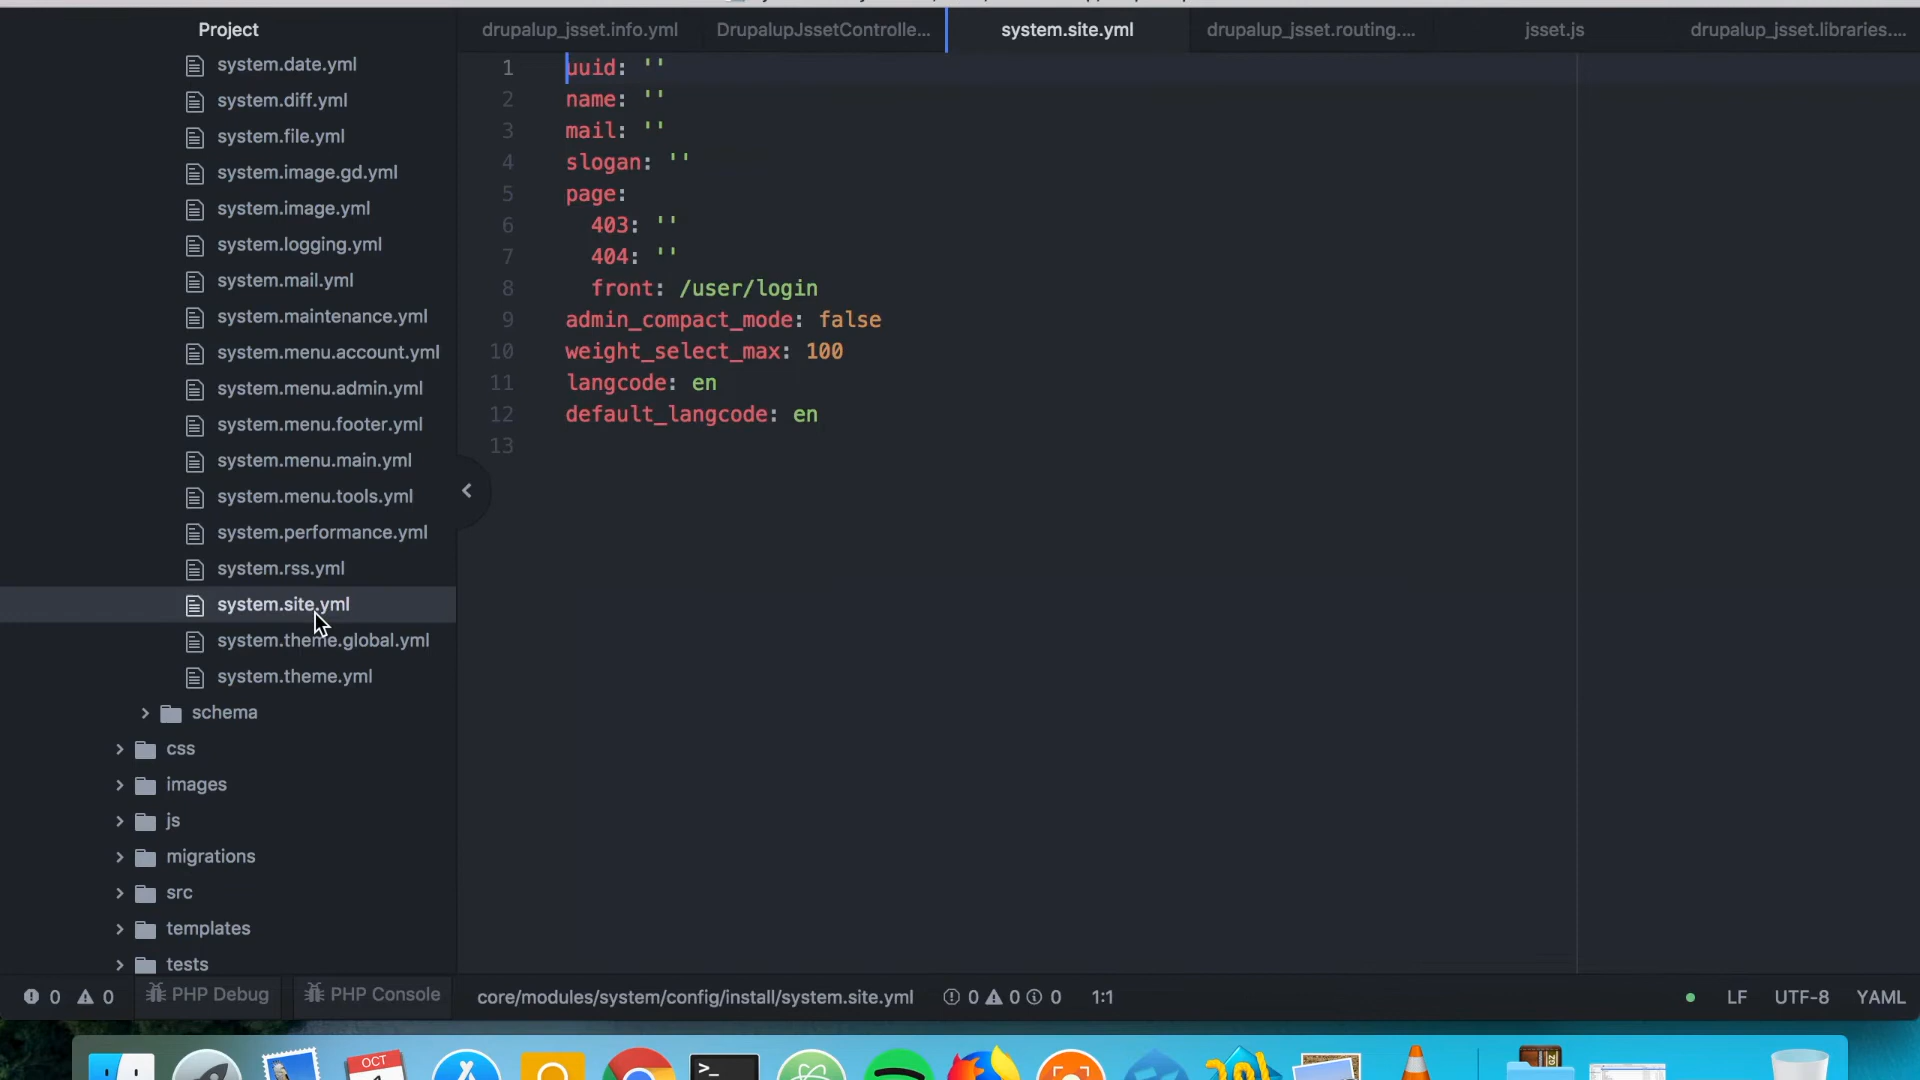 Project
system.date.yml
system.diff.yml
system.file.yml
system.image.gd.yml
system.image.yml
system.logging.yml
system.mail.yml
system.maintenance.yml
system.menu.account.yml
system.menu.admin.yml
system.menu.footer.yml
system.menu.main.yml
system.menu.tools.yml
system.performance.yml
system.rss.yml
system.site.yml
system.theme.global.yml
system.theme.yml
schema
css
images
js
migrations
src
templates
tests
drupalup_jsset.info.yml DrupalupJssetControlle... system.site.yml drupalup_jsset.routing.... jsset.js drupalup_jsset.libraries....
1 uuid: ''
2 name: ''
3 mail: ''
4 slogan: ''
5 page:
6 403: ''
7 404: ''
8 front: /user/login
9 admin_compact_mode: false
10 weight_select_max: 100
11 langcode: en
12 default_langcode: en
13
0 0 PHP Debug PHP Console core/modules/system/config/install/system.site.yml 0 0 0 1:1 LF UTF-8 YAML
OCT
>_